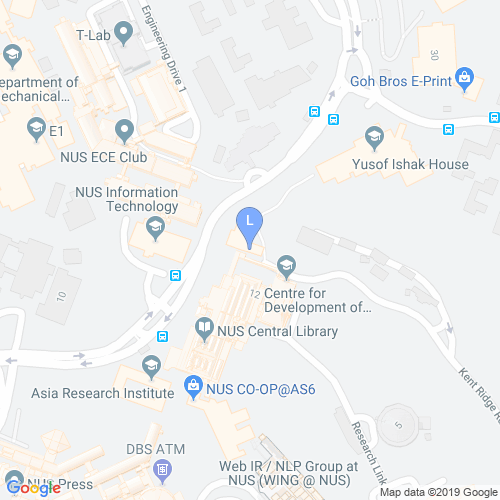 T-Lab
Engineering Drive 1
30
Goh Bros E-Print
Department of
Mechanical...
E1
NUS ECE Club
Yusof Ishak House
NUS Information
Technology
L
10
12
Centre for
Development of...
NUS Central Library
Asia Research Institute
NUS CO-OP@AS6
Kent Ridge
5
Research Link
DBS ATM
Web IR / NLP Group at
NUS (WING @ NUS)
NUS Press
Google
Map data ©2019 Google